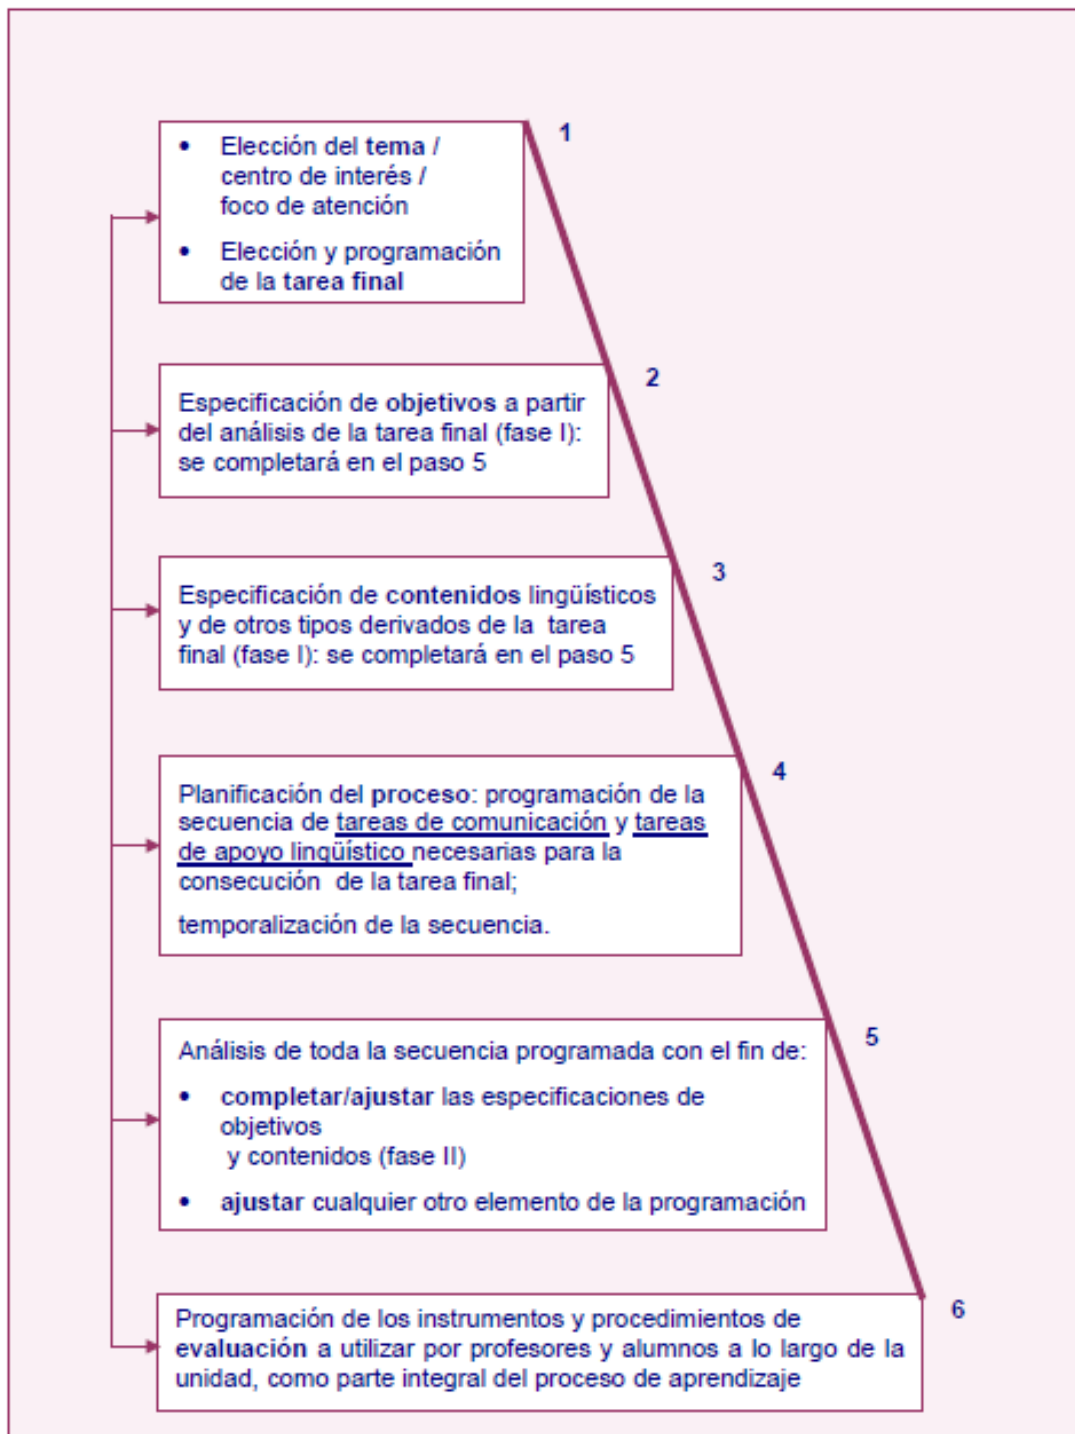 1
• Elección del tema /
centro de interés /
foco de atención
• Elección y programación
de la tarea final
2
Especificación de objetivos a partir
del análisis de la tarea final (fase I):
se completará en el paso 5
3
Especificación de contenidos lingüísticos
y de otros tipos derivados de la tarea
final (fase I): se completará en el paso 5
4
Planificación del proceso: programación de la
secuencia de tareas de comunicación y tareas
de apoyo lingüístico necesarias para la
consecución de la tarea final;
temporalización de la secuencia.
5
Análisis de toda la secuencia programada con el fin de:
• completar/ajustar las especificaciones de
objetivos
y contenidos (fase II)
• ajustar cualquier otro elemento de la programación
6
Programación de los instrumentos y procedimientos de
evaluación a utilizar por profesores y alumnos a lo largo de la
unidad, como parte integral del proceso de aprendizaje